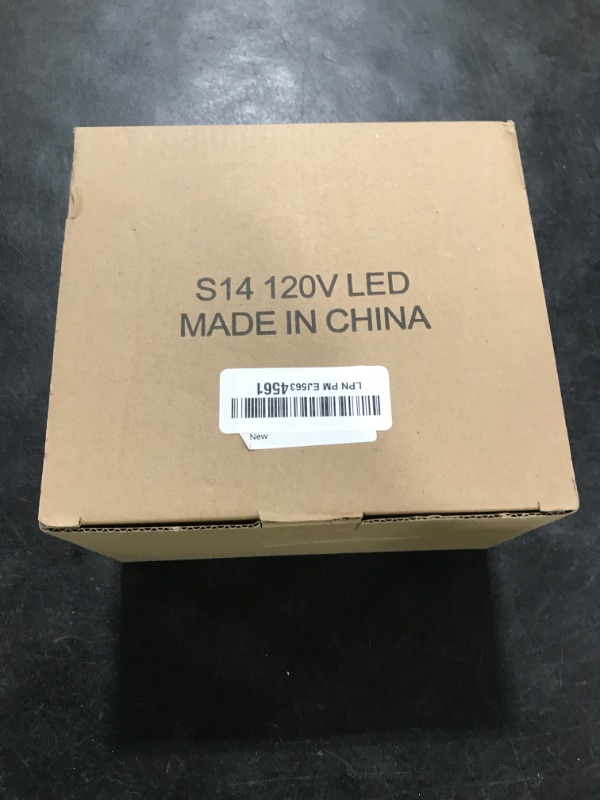 S14 120V LED
MADE IN CHINA
LPN PM EJ5634561
New